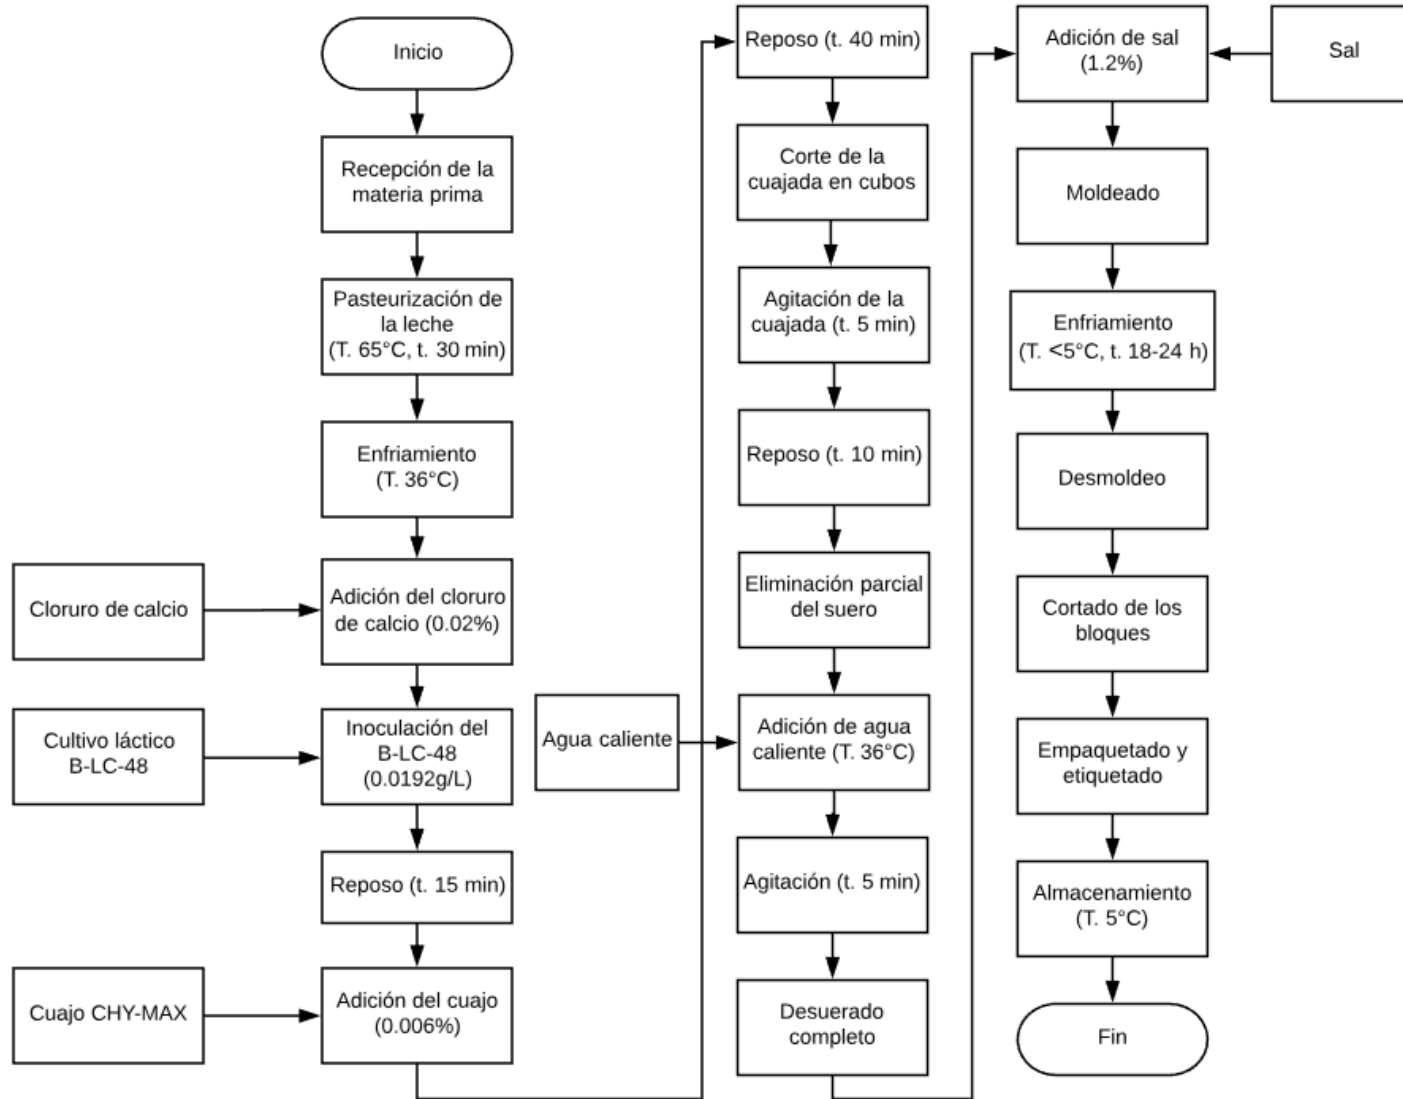 Inicio
Recepción de la
materia prima
Pasteurización de
la leche
(T. 65°C, t. 30 min)
Enfriamiento
(T. 36°C)
Cloruro de calcio
Adición del cloruro
de calcio (0.02%)
Cultivo láctico
B-LC-48
Inoculación del
B-LC-48
(0.0192g/L)
Reposo (t. 15 min)
Cuajo CHY-MAX
Adición del cuajo
(0.006%)
Reposo (t. 40 min)
Corte de la
cuajada en cubos
Agitación de la
cuajada (t. 5 min)
Reposo (t. 10 min)
Eliminación parcial
del suero
Agua caliente
Adición de agua
caliente (T. 36°C)
Agitación (t. 5 min)
Desuerado
completo
Adición de sal
(1.2%)
Sal
Moldeado
Enfriamiento
(T. <5°C, t. 18-24 h)
Desmoldeo
Cortado de los
bloques
Empaquetado y
etiquetado
Almacenamiento
(T. 5°C)
Fin